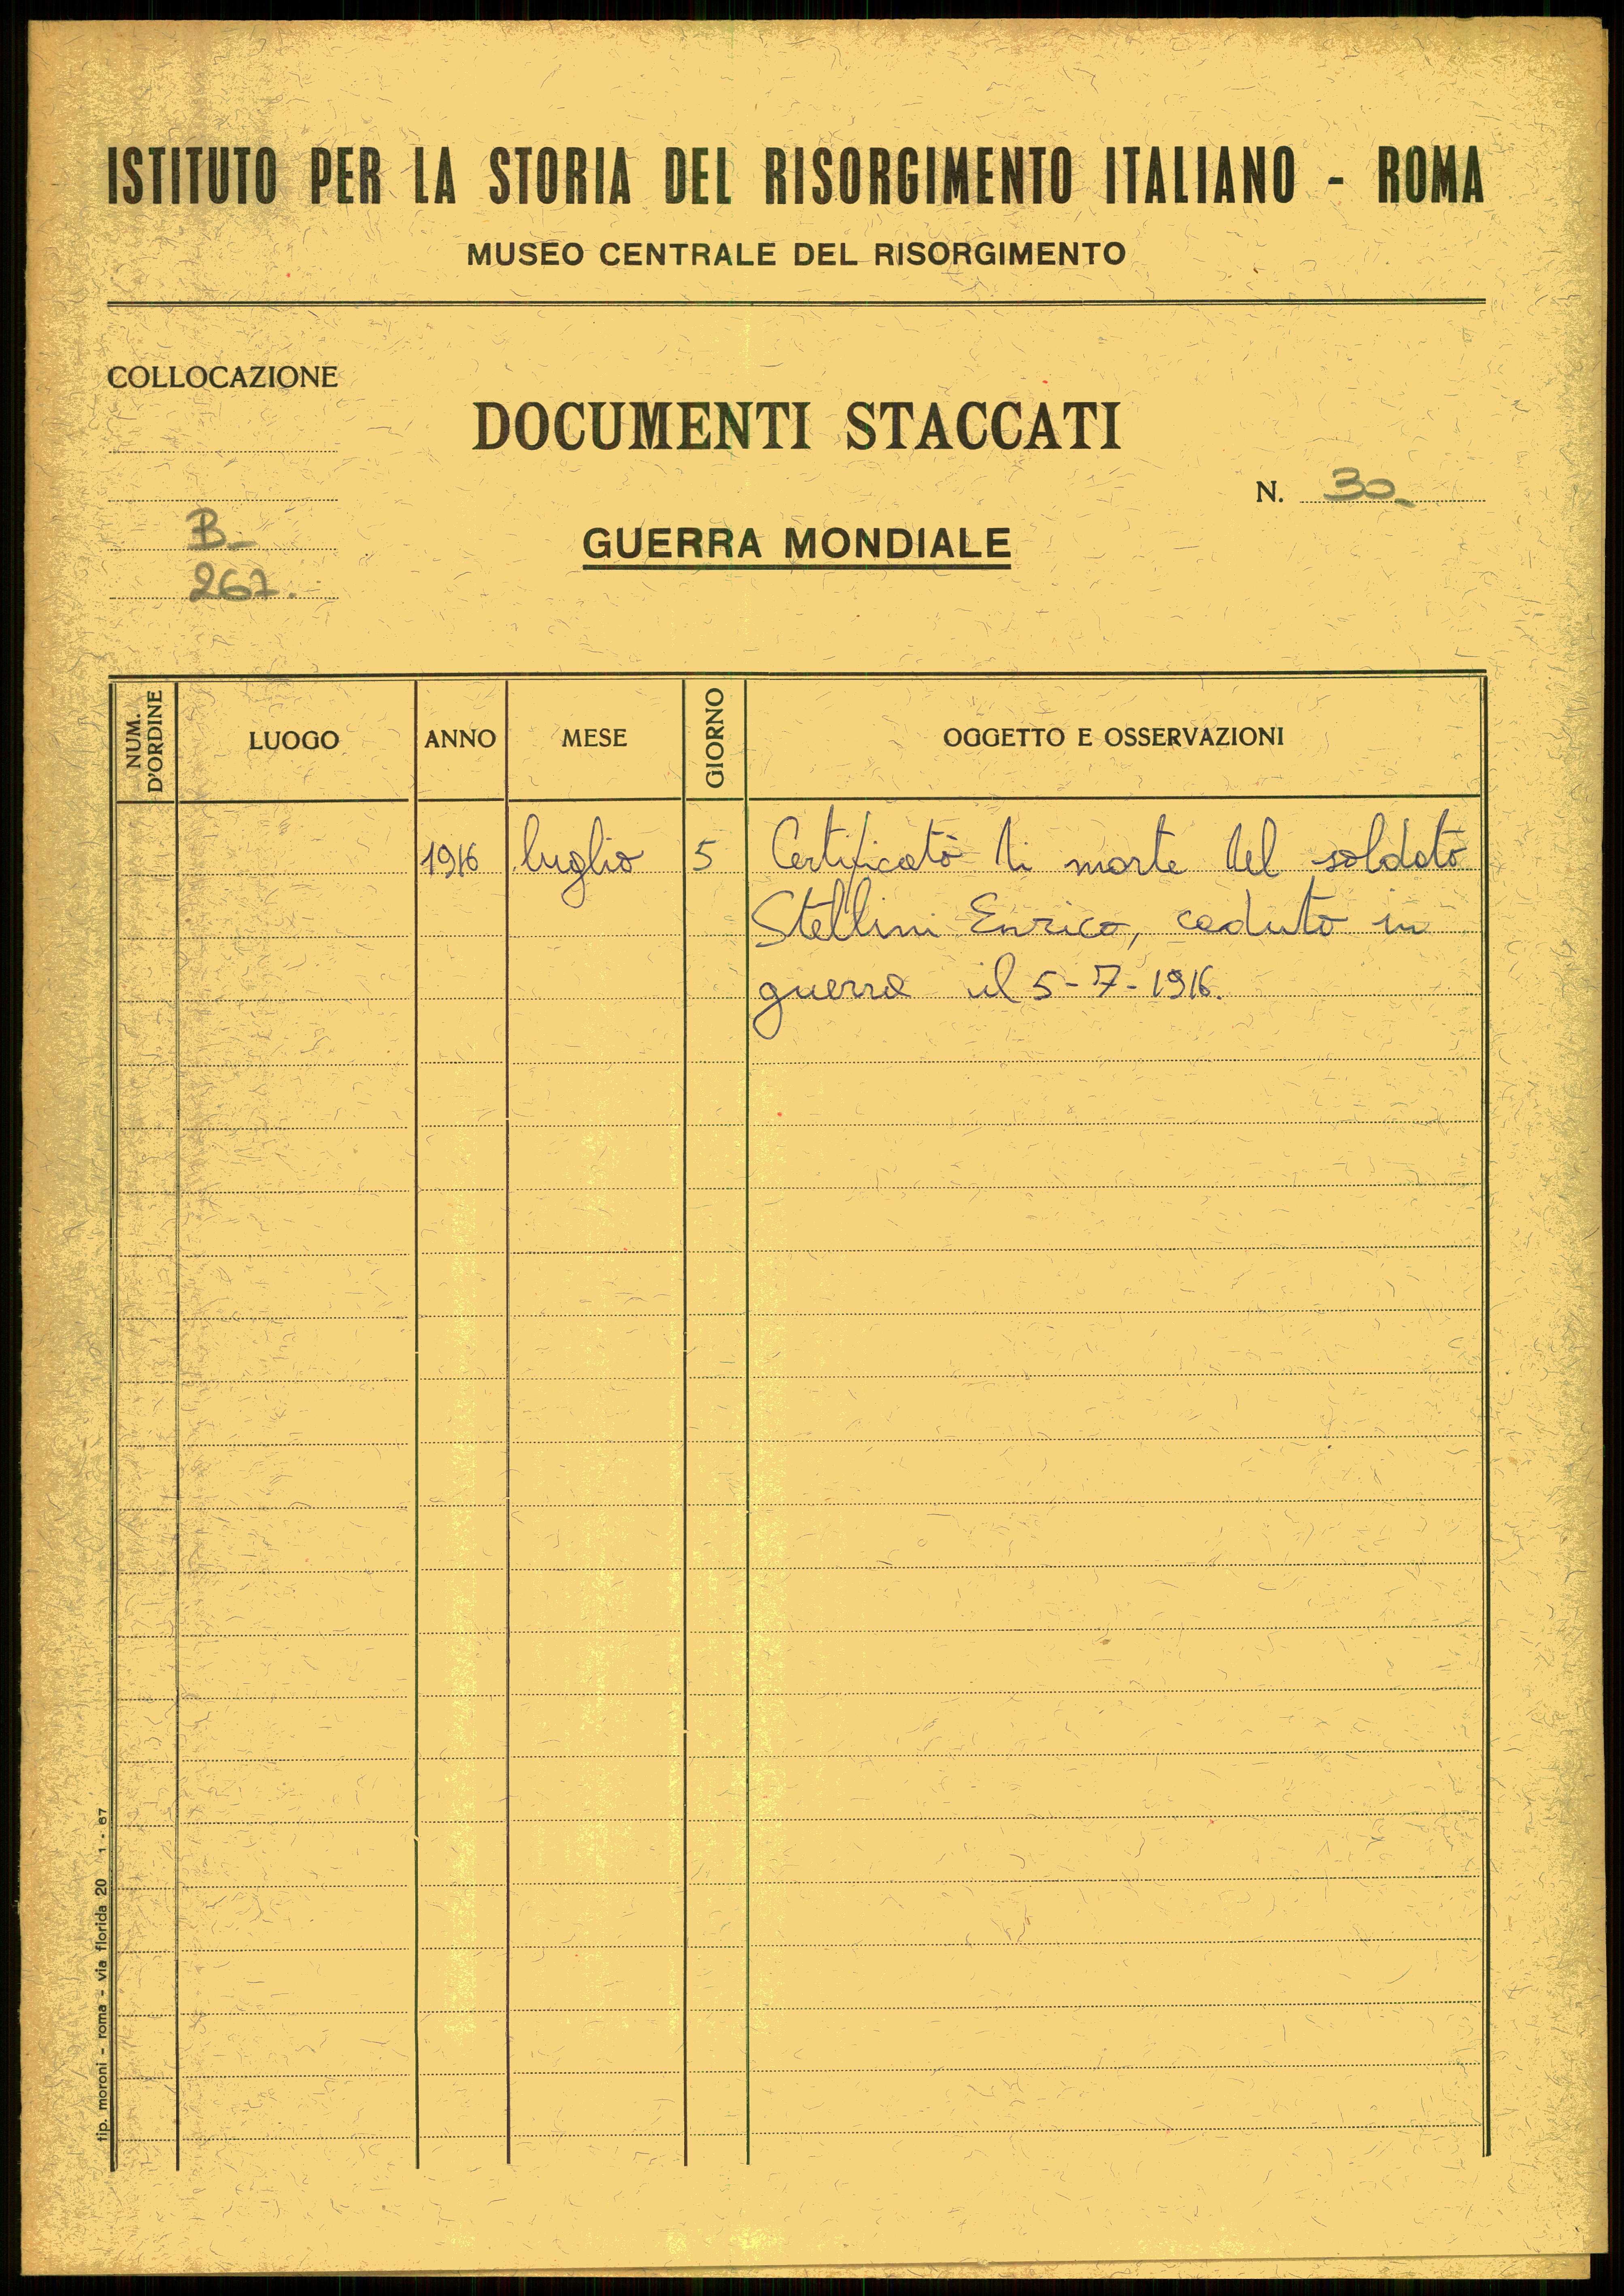 ISTITUTO PER LA STORIA DEL RISORGIMENTO ITALIANO - ROMA
MUSEO CENTRALE DEL RISORGIMENTO
COLLOCAZIONE
DOCUMENTI STACCATI
N. 30
GUERRA MONDIALE
B-
267.
NUM. D'ORDINE
LUOGO
ANNO
MESE
GIORNO
OGGETTO E OSSERVAZIONI
1916 luglio 5 Certificato di morte del soldato
Stellini Enrico, caduto in
guerra il 5-7-1916.
tip. moroni - roma - via florida 20 1 - 67